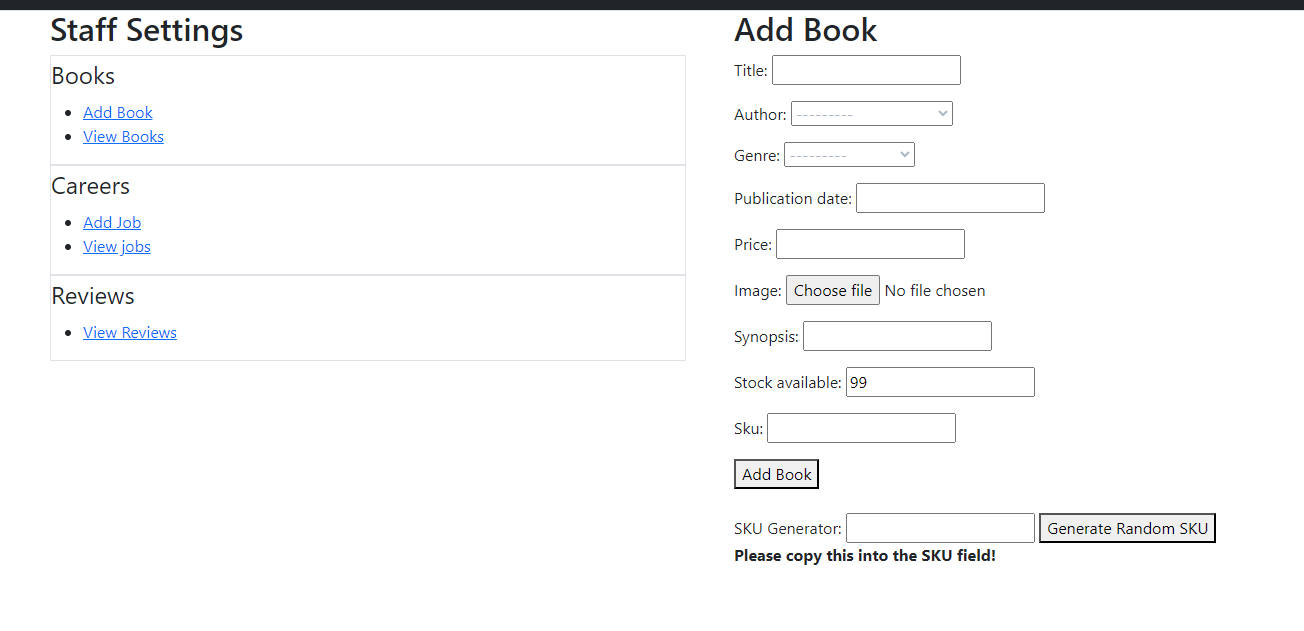 Staff Settings
Books
Add Book
View Books
Careers
Add Job
View jobs
Reviews
View Reviews
Add Book
Title:
Author: ---------
Genre: ---------
Publication date:
Price:
Image: Choose file No file chosen
Synopsis:
Stock available: 99
Sku:
Add Book
SKU Generator: Generate Random SKU
Please copy this into the SKU field!